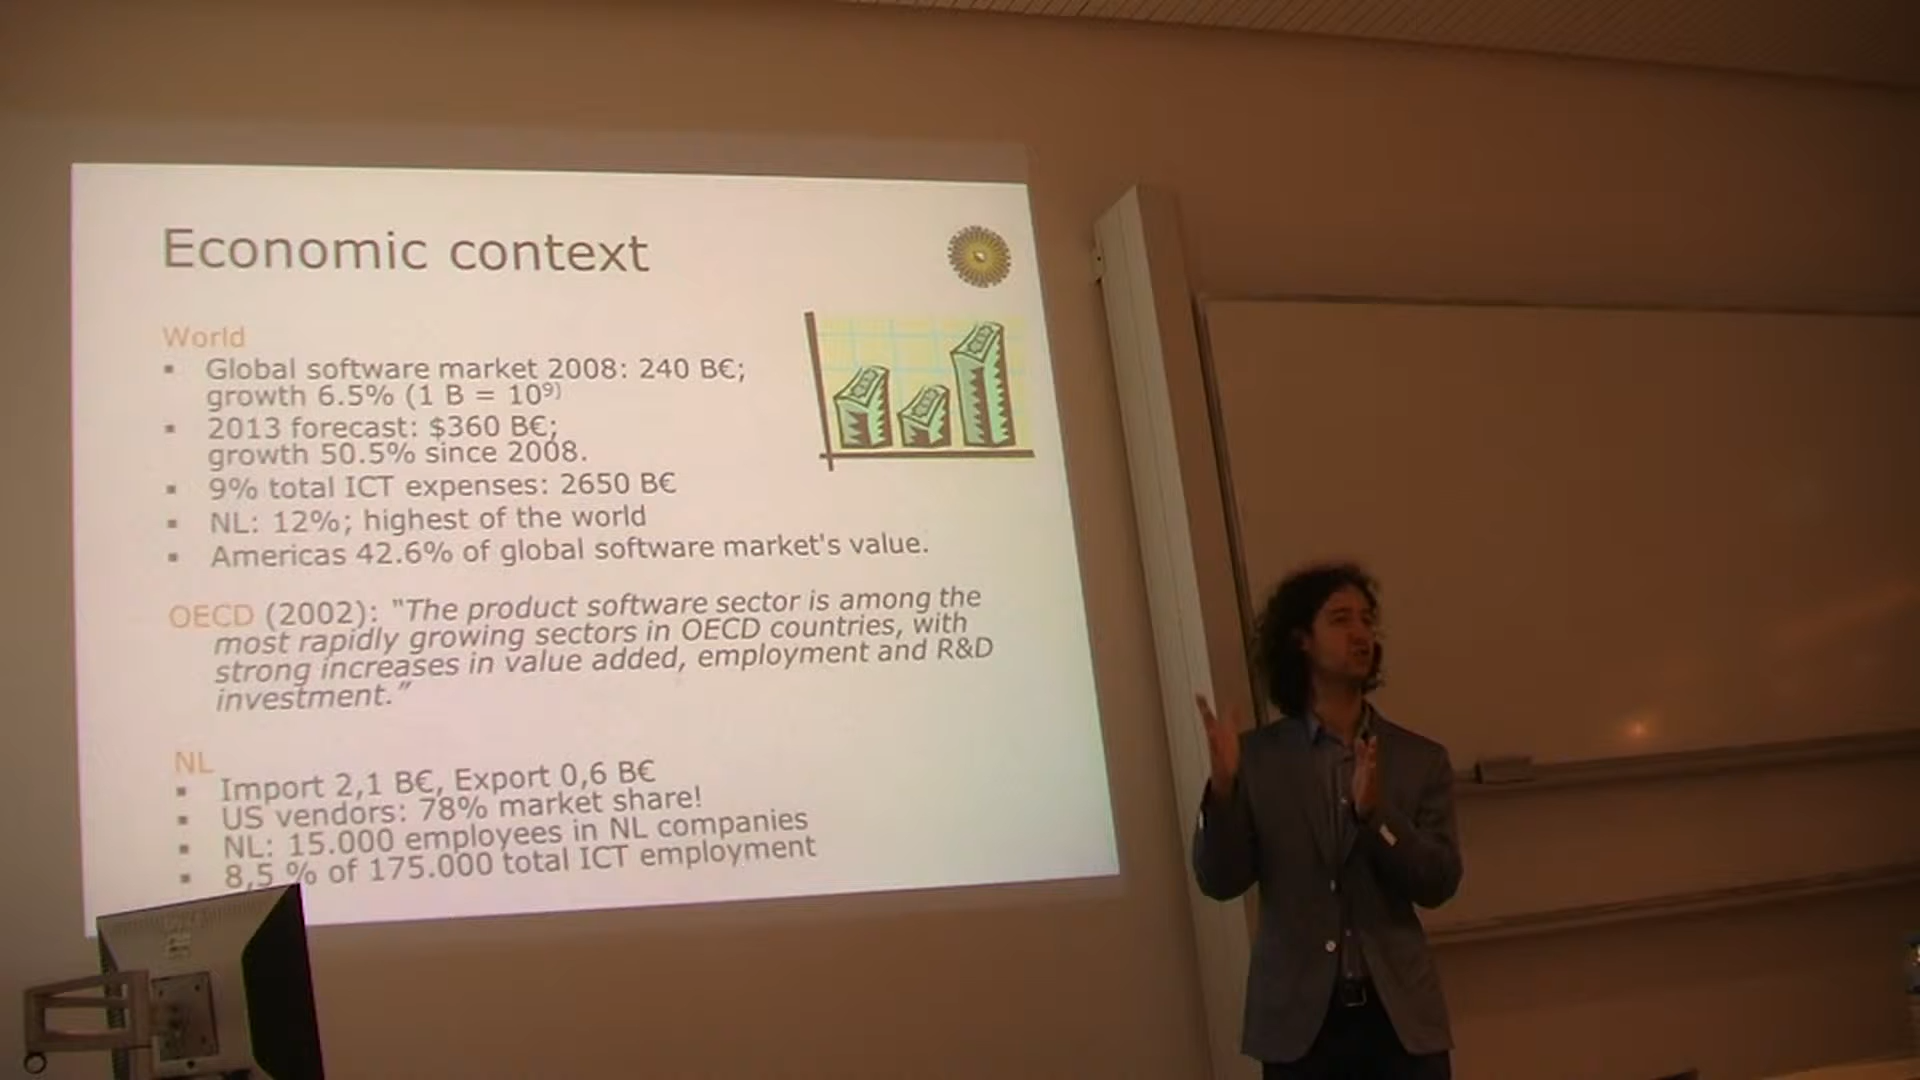 Economic context
World
▪ Global software market 2008: 240 B€;
growth 6.5% (1 B = 10⁹⁾
▪ 2013 forecast: $360 B€;
growth 50.5% since 2008.
▪ 9% total ICT expenses: 2650 B€
▪ NL: 12%; highest of the world
▪ Americas 42.6% of global software market's value.
OECD (2002): "The product software sector is among the
most rapidly growing sectors in OECD countries, with
strong increases in value added, employment and R&D
investment."
NL
▪ Import 2,1 B€, Export 0,6 B€
▪ US vendors: 78% market share!
▪ NL: 15.000 employees in NL companies
▪ 8,5 % of 175.000 total ICT employment